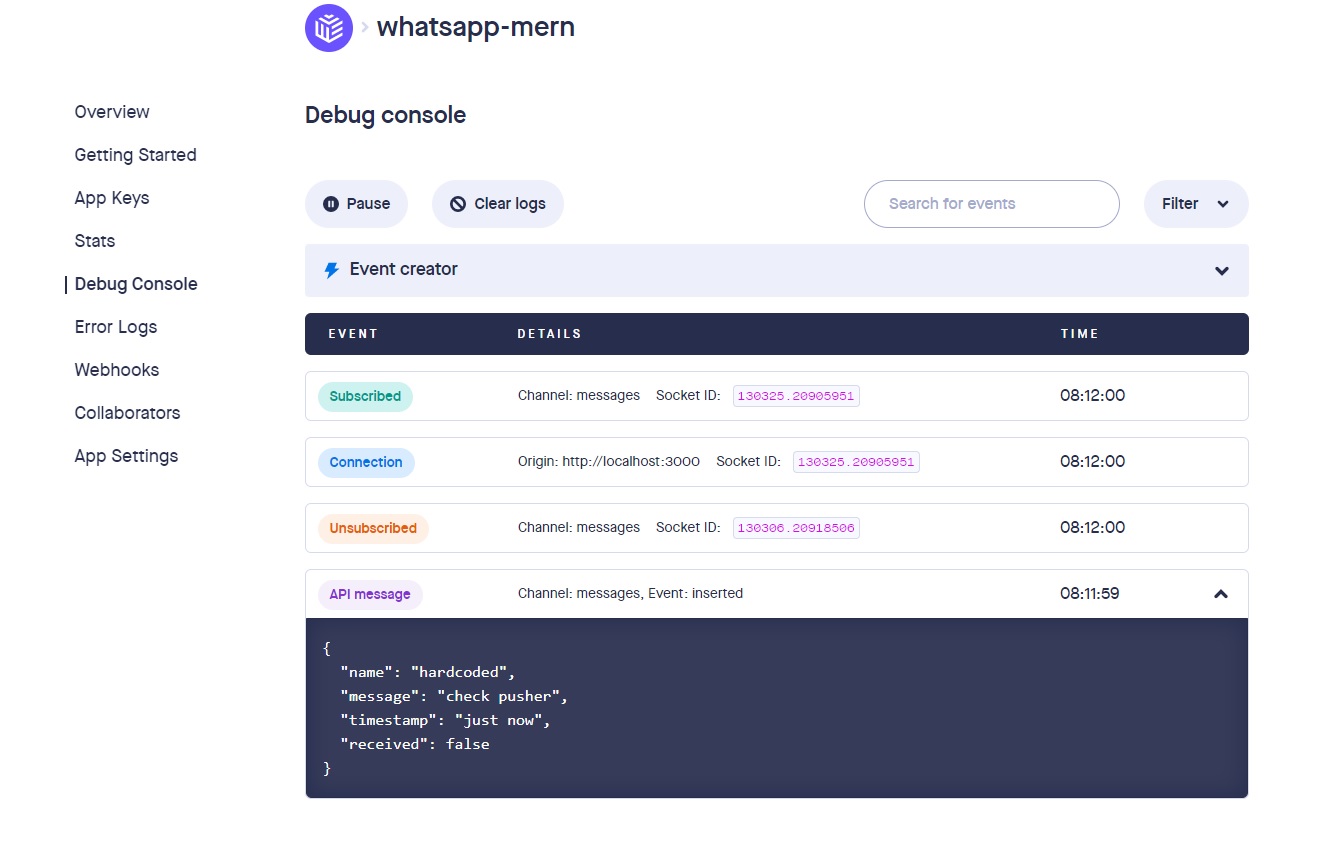 whatsapp-mern
Overview
Getting Started
App Keys
Stats
Debug Console
Error Logs
Webhooks
Collaborators
App Settings
Debug console
Pause Clear logs Search for events Filter
Event creator
EVENT DETAILS TIME
Subscribed Channel: messages Socket ID: 130325.20905951 08:12:00
Connection Origin: http://localhost:3000 Socket ID: 130325.20905951 08:12:00
Unsubscribed Channel: messages Socket ID: 130306.20918506 08:12:00
API message Channel: messages, Event: inserted 08:11:59
{
"name": "hardcoded",
"message": "check pusher",
"timestamp": "just now",
"received": false
}